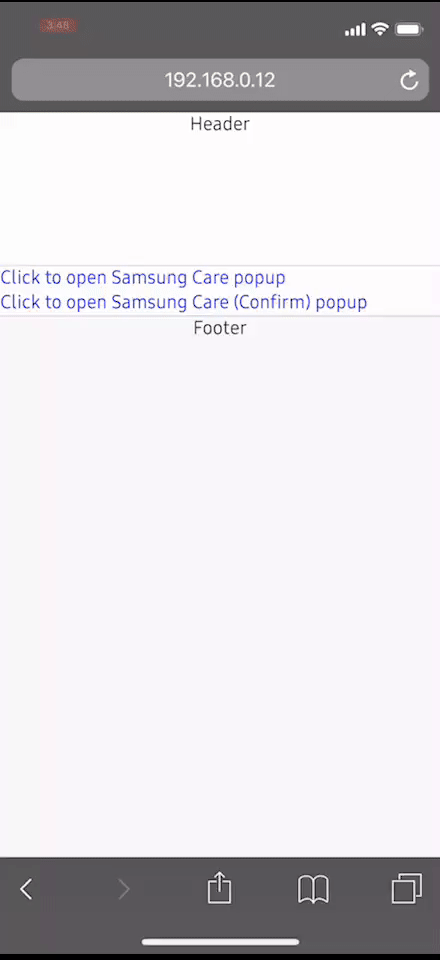 3:48
192.168.0.12
Header
Click to open Samsung Care popup
Click to open Samsung Care (Confirm) popup
Footer